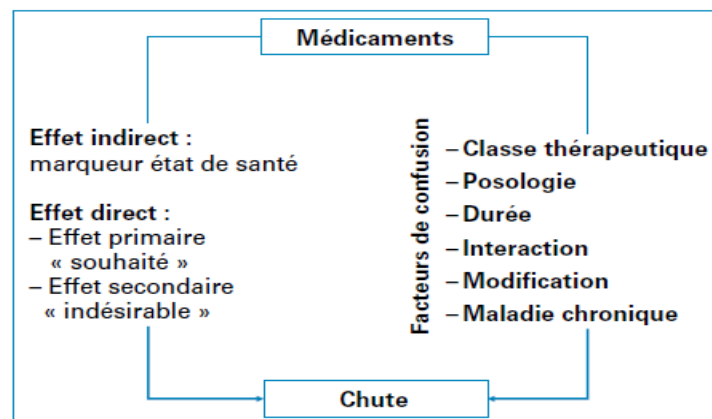 Médicaments
Effet indirect :
marqueur état de santé
Effet direct :
– Effet primaire
« souhaité »
– Effet secondaire
« indésirable »
Facteurs de confusion
– Classe thérapeutique
– Posologie
– Durée
– Interaction
– Modification
– Maladie chronique
Chute